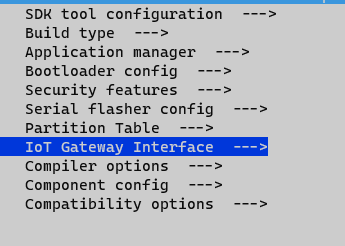 SDK tool configuration  --->
Build type  --->
Application manager  --->
Bootloader config  --->
Security features  --->
Serial flasher config  --->
Partition Table  --->
IoT Gateway Interface  --->
Compiler options  --->
Component config  --->
Compatibility options  --->